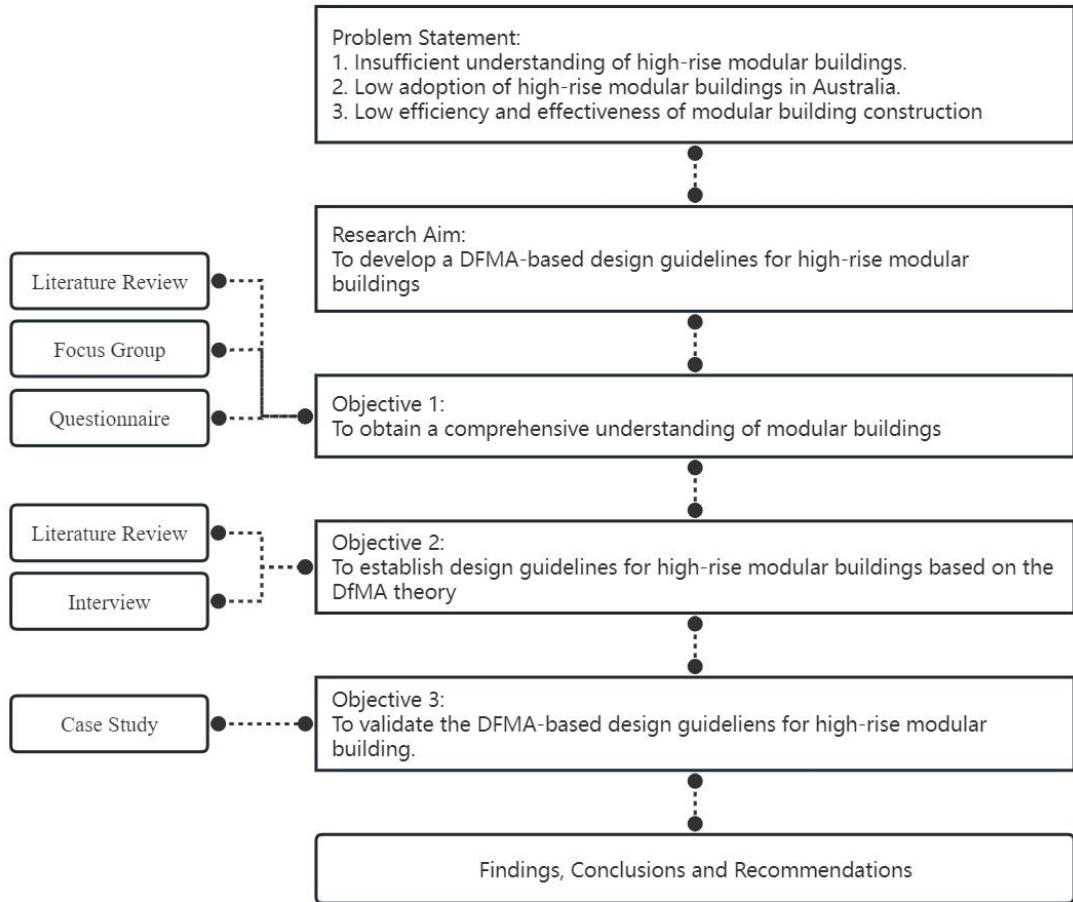 Problem Statement:
1. Insufficient understanding of high-rise modular buildings.
2. Low adoption of high-rise modular buildings in Australia.
3. Low efficiency and effectiveness of modular building construction
Research Aim:
To develop a DFMA-based design guidelines for high-rise modular
buildings
Literature Review
Focus Group
Questionnaire
Objective 1:
To obtain a comprehensive understanding of modular buildings
Literature Review
Interview
Objective 2:
To establish design guidelines for high-rise modular buildings based on the
DfMA theory
Case Study
Objective 3:
To validate the DFMA-based design guideliens for high-rise modular
building.
Findings, Conclusions and Recommendations